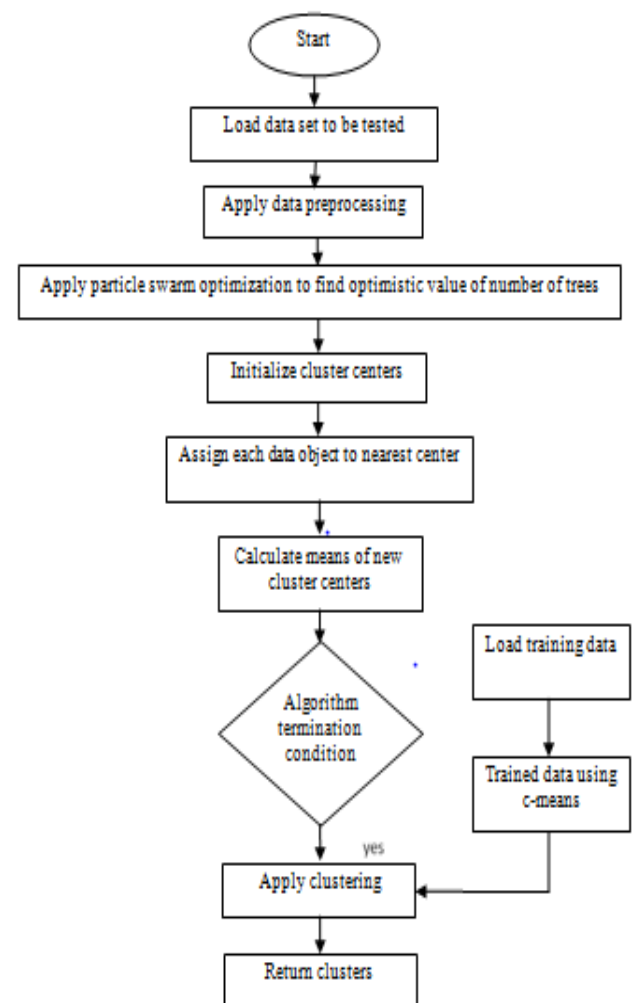 Start
Load data set to be tested
Apply data preprocessing
Apply particle swarm optimization to find optimistic value of number of trees
Initialize cluster centers
Assign each data object to nearest center
Calculate means of new
cluster centers
Algorithm
termination
condition
Load training data
Trained data using
c-means
yes
Apply clustering
Return clusters